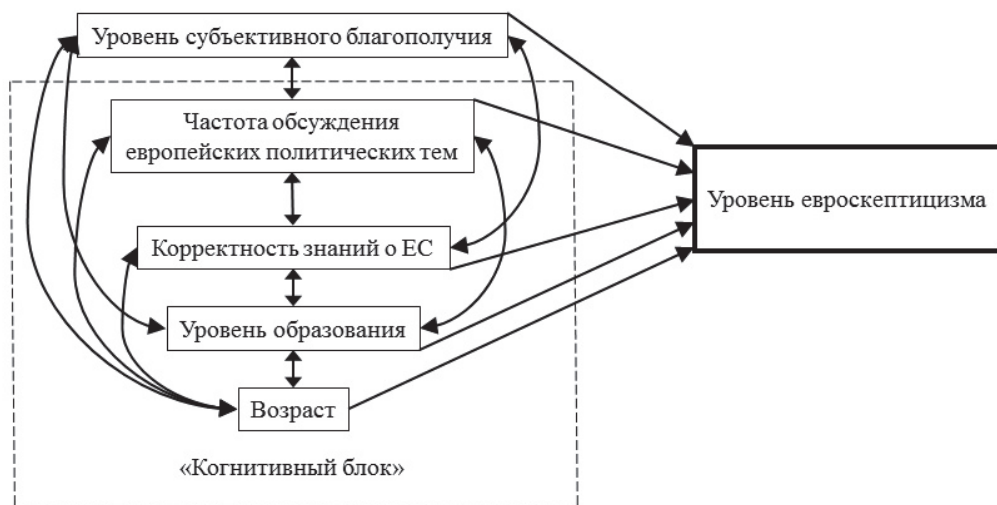 Уровень субъективного благополучия
Частота обсуждения
европейских политических тем
Корректность знаний о ЕС
Уровень образования
Возраст
«Когнитивный блок»
Уровень евроскептицизма